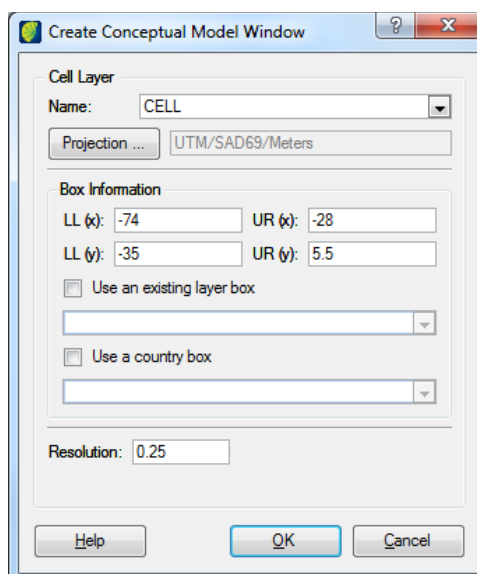 Create Conceptual Model Window
Cell Layer
Name: CELL
Projection ... UTM/SAD69/Meters
Box Information
LL (x): -74 UR (x): -28
LL (y): -35 UR (y): 5.5
Use an existing layer box
Use a country box
Resolution: 0.25
Help OK Cancel